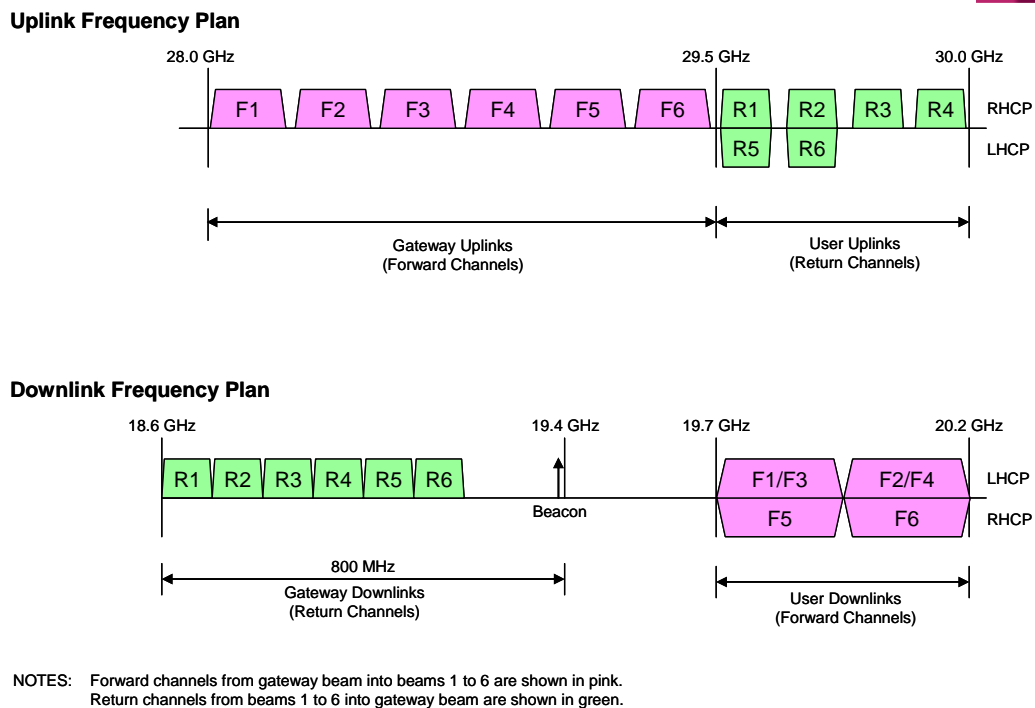 Uplink Frequency Plan
28.0 GHz 29.5 GHz 30.0 GHz
F1 F2 F3 F4 F5 F6 R1 R2 R3 R4 RHCP
R5 R6 LHCP
Gateway Uplinks
(Forward Channels)
User Uplinks
(Return Channels)
Downlink Frequency Plan
18.6 GHz 19.4 GHz 19.7 GHz 20.2 GHz
R1 R2 R3 R4 R5 R6 F1/F3 F2/F4 LHCP
Beacon F5 F6 RHCP
800 MHz
Gateway Downlinks
(Return Channels)
User Downlinks
(Forward Channels)
NOTES: Forward channels from gateway beam into beams 1 to 6 are shown in pink.
Return channels from beams 1 to 6 into gateway beam are shown in green.